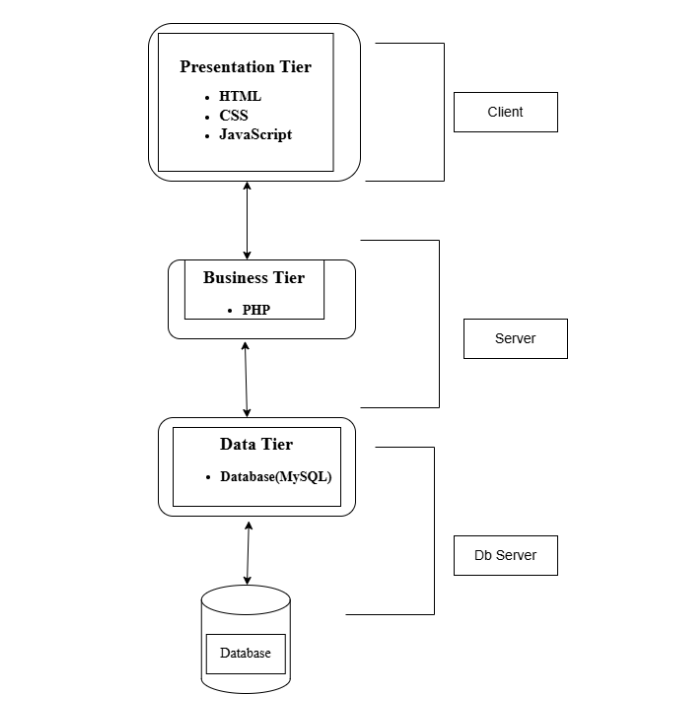 Presentation Tier
• HTML
• CSS
• JavaScript
Client
Business Tier
• PHP
Server
Data Tier
• Database(MySQL)
Db Server
Database